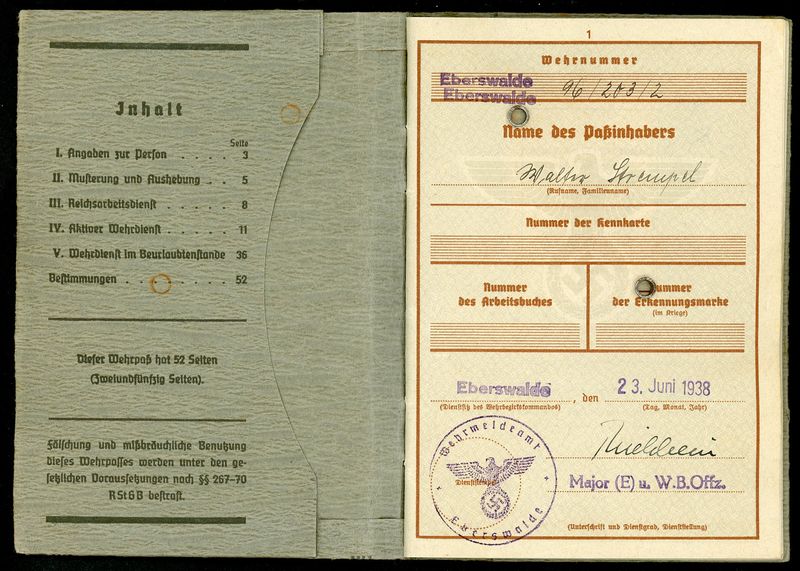 Inhalt
Seite
I. Angaben zur Person . . . . . 3
II. Musterung und Aushebung . . 5
III. Reichsarbeitsdienst . . . . . . 8
IV. Aktiver Wehrdienst . . . . . . 11
V. Wehrdienst im Beurlaubtenstande 36
Bestimmungen . . . . . . . . . 52
Dieser Wehrpaß hat 52 Seiten
(Zweiundfünfzig Seiten).
Fälschung und mißbräuchliche Benutzung
dieses Wehrpasses werden unter den ge-
setzlichen Voraussetzungen nach §§ 267–70
RStGB bestraft.
1
Wehrnummer
Eberswalde
Eberswalde 96/203/2
Name des Paßinhabers
Walter Strempel
(Rufname, Familienname)
Nummer der Kennkarte
Nummer
des Arbeitsbuches
Nummer
der Erkennungsmarke
(im Kriege)
Eberswalde, den 23. Juni 1938
(Dienstsitz des Wehrbezirkskommandos) (Tag, Monat, Jahr)
Wehrmeldeamt
Dienststempel
Eberswalde
Major (E) u. W.B.Offz.
(Unterschrift und Dienstgrad, Dienststellung)